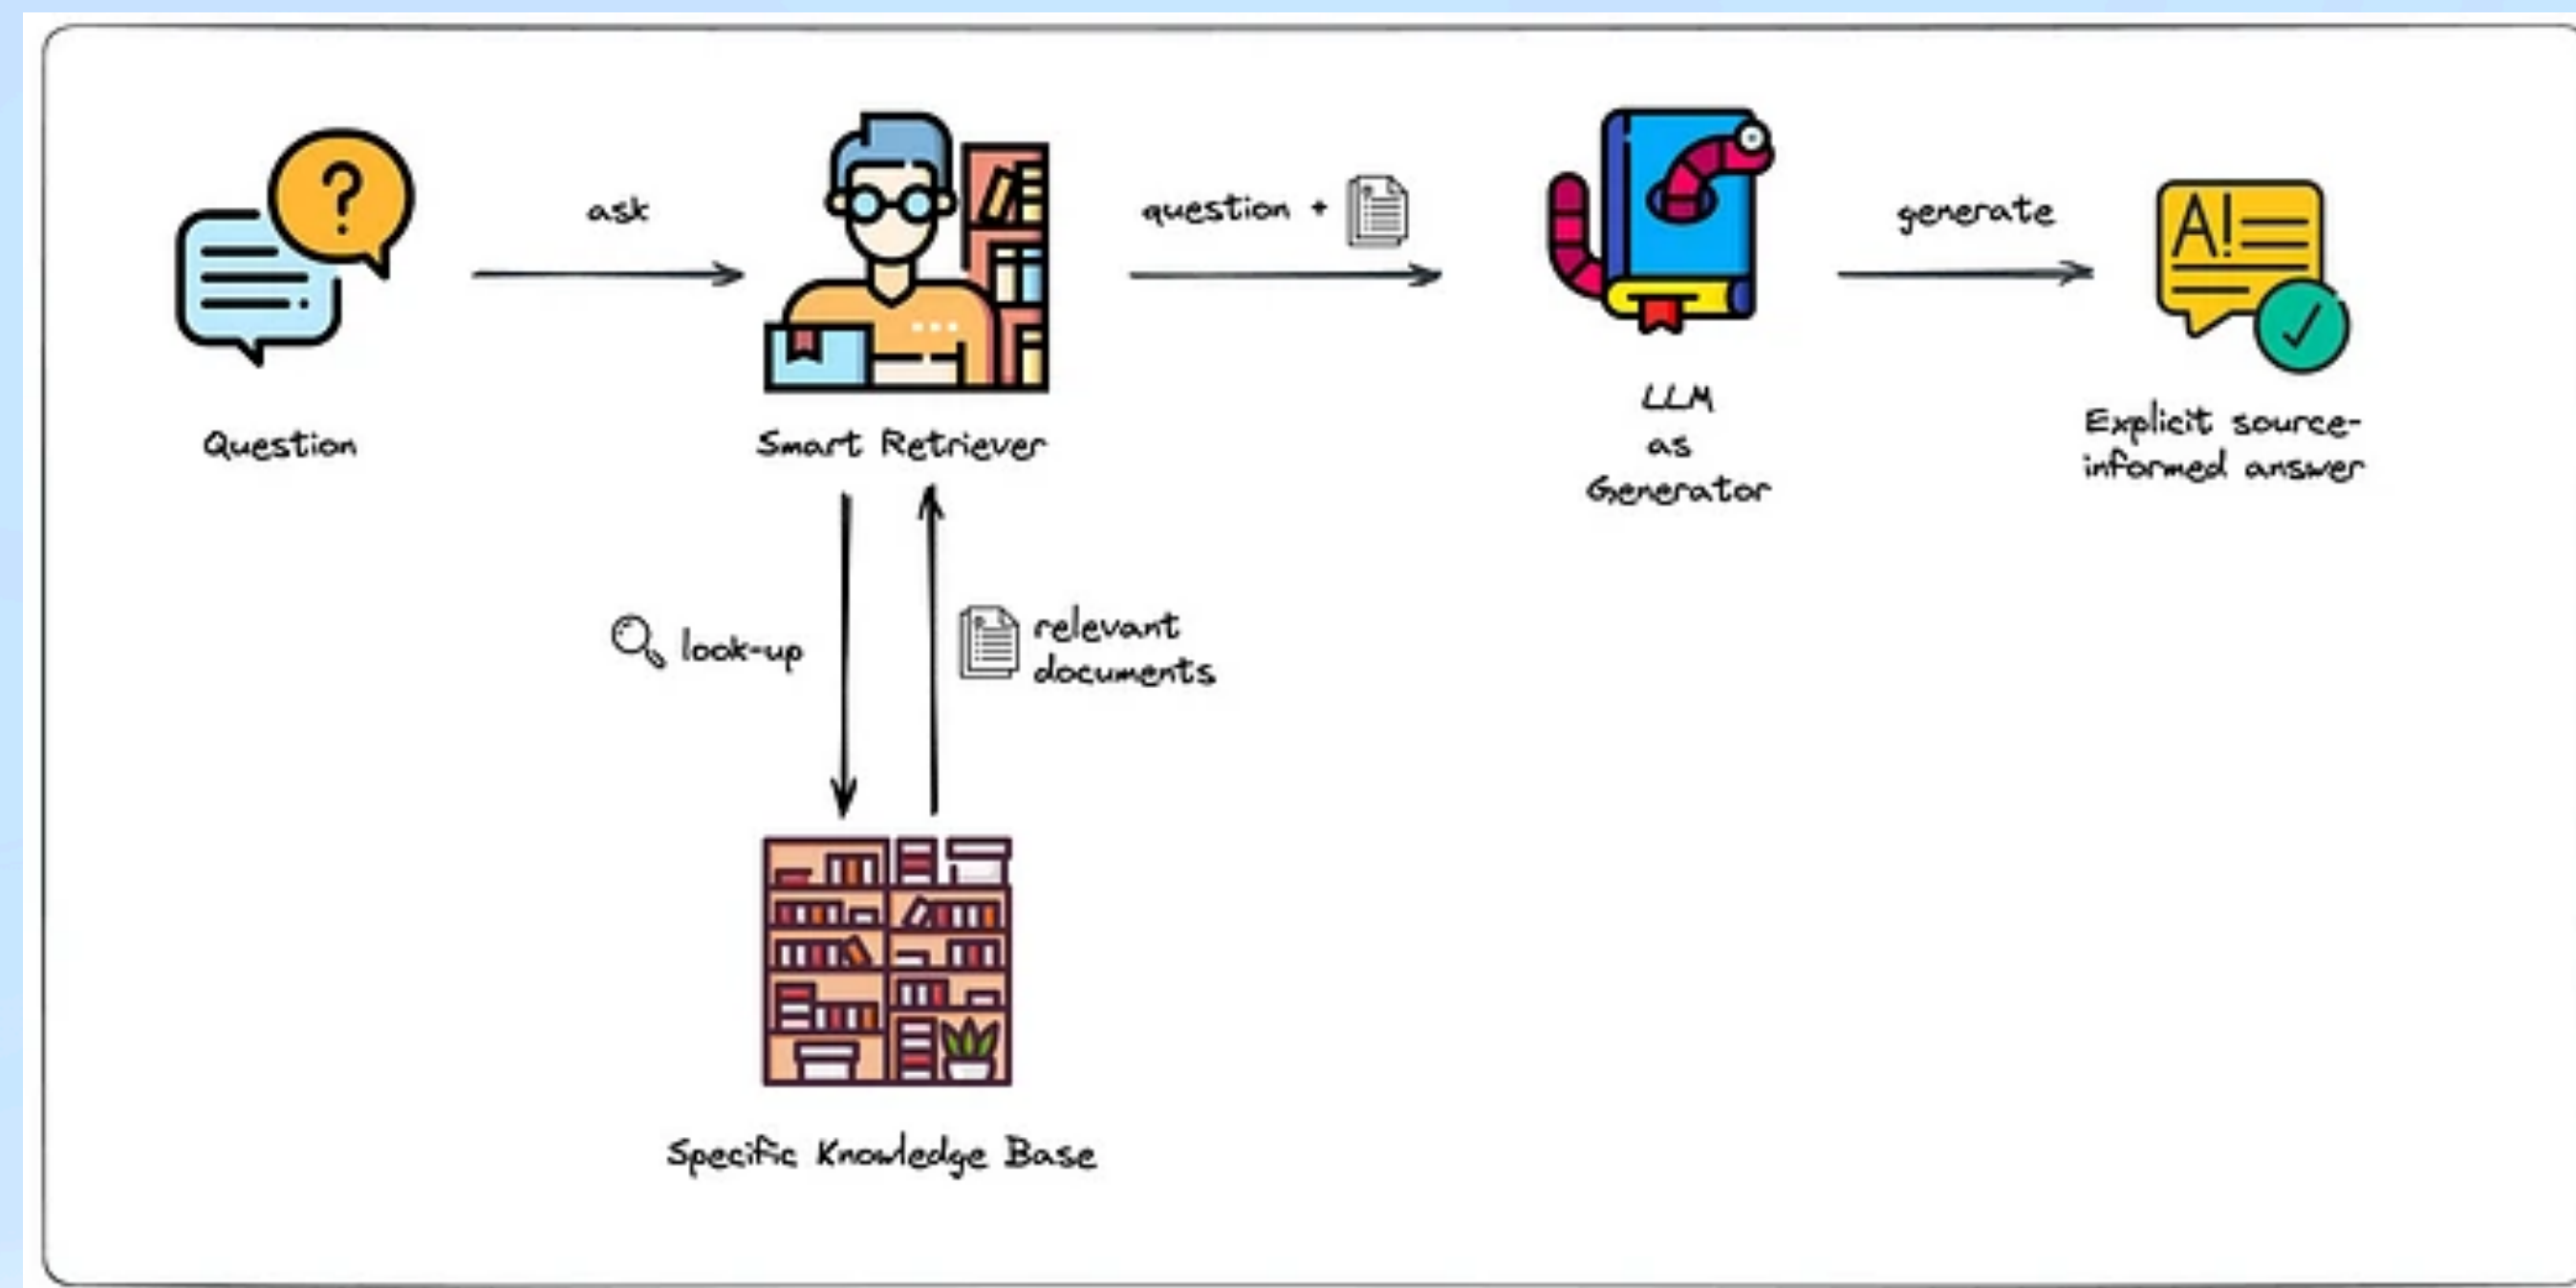 ?
ask
question +
generate
A!
Question
Smart Retriever
LLM
as
Generator
Explicit source-
informed answer
look-up
relevant
documents
Specific Knowledge Base